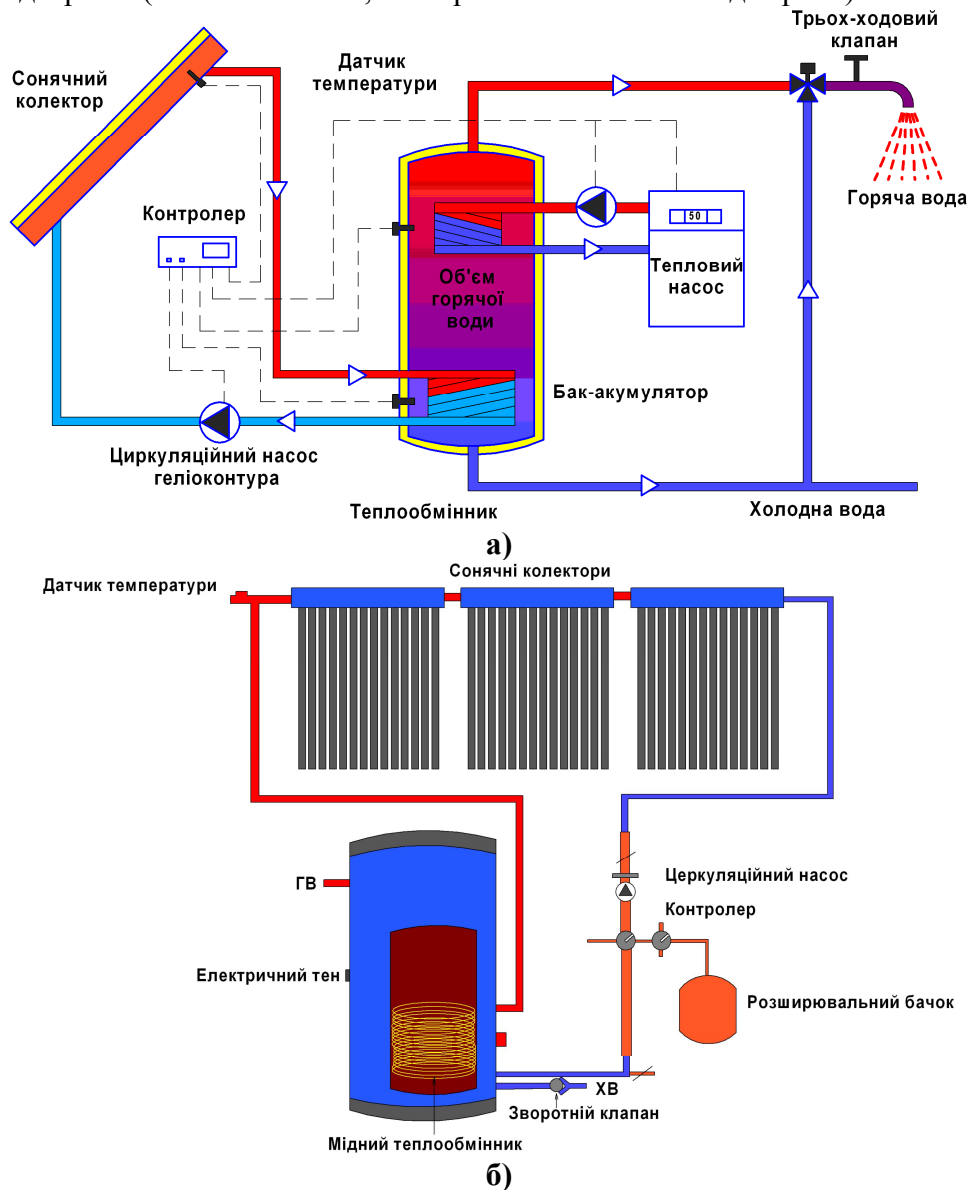 Трьох-ходовий
клапан
Датчик
температури
Сонячний
колектор
Горяча вода
Контролер
50
Тепловий
насос
Об'єм
горячої
води
Бак-акумулятор
Циркуляційний насос
геліоконтура
Теплообмінник
Холодна вода
а)
Сонячні колектори
Датчик температури
Церкуляційний насос
ГВ
Контролер
Електричний тен
Розширювальний бачок
ХВ
Зворотній клапан
Мідний теплообмінник
б)